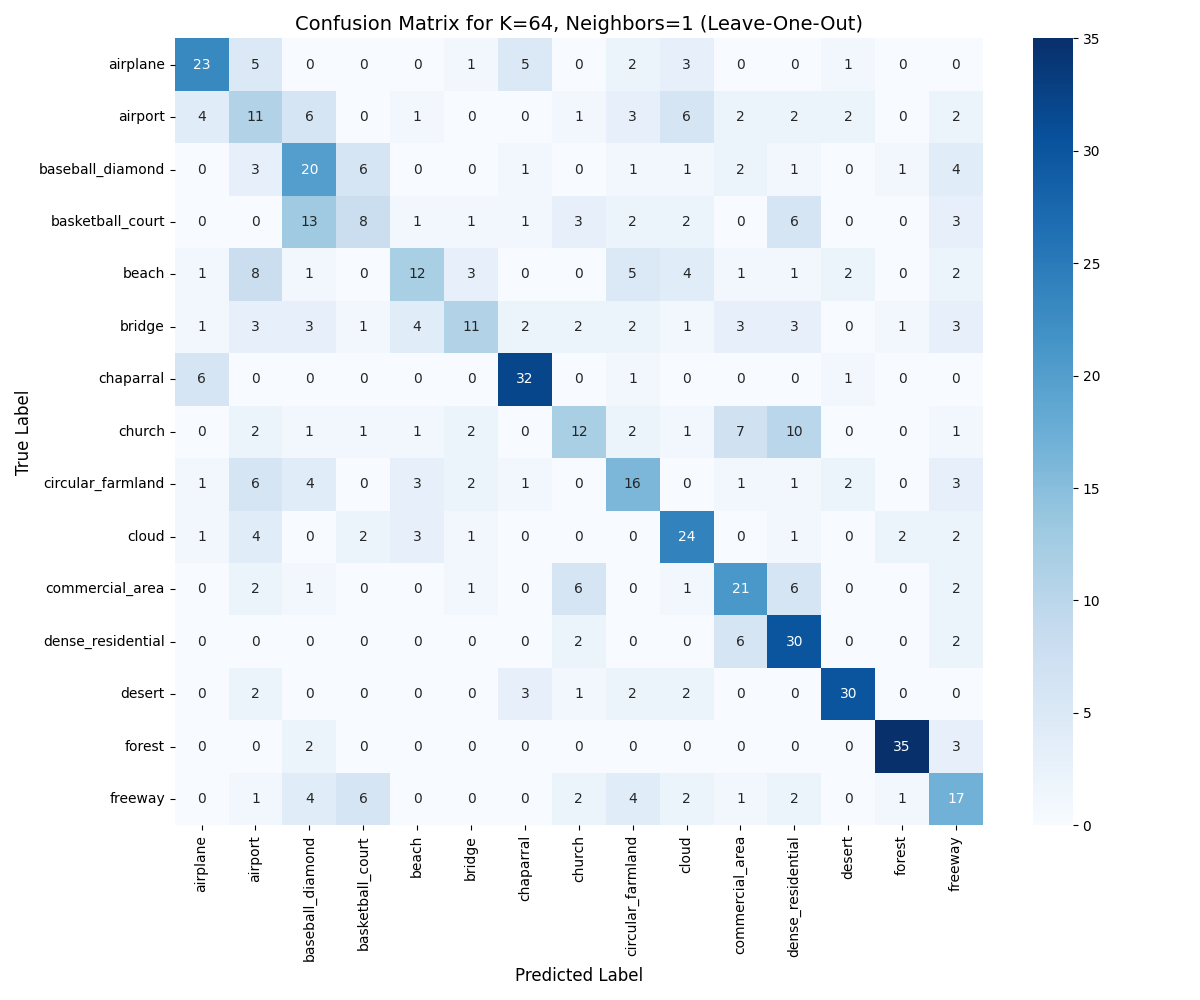 Confusion Matrix for K=64, Neighbors=1 (Leave-One-Out)
airplane 23 5 0 0 0 1 5 0 2 3 0 0 1 0 0
airport 4 11 6 0 1 0 0 1 3 6 2 2 2 0 2
baseball_diamond 0 3 20 6 0 0 1 0 1 1 2 1 0 1 4
basketball_court 0 0 13 8 1 1 1 3 2 2 0 6 0 0 3
beach 1 8 1 0 12 3 0 0 5 4 1 1 2 0 2
bridge 1 3 3 1 4 11 2 2 2 1 3 3 0 1 3
chaparral 6 0 0 0 0 0 32 0 1 0 0 0 1 0 0
church 0 2 1 1 1 2 0 12 2 1 7 10 0 0 1
circular_farmland 1 6 4 0 3 2 1 0 16 0 1 1 2 0 3
cloud 1 4 0 2 3 1 0 0 0 24 0 1 0 2 2
commercial_area 0 2 1 0 0 1 0 6 0 1 21 6 0 0 2
dense_residential 0 0 0 0 0 0 0 2 0 0 6 30 0 0 2
desert 0 2 0 0 0 0 3 1 2 2 0 0 30 0 0
forest 0 0 2 0 0 0 0 0 0 0 0 0 0 35 3
freeway 0 1 4 6 0 0 0 2 4 2 1 2 0 1 17
airplane airport baseball_diamond basketball_court beach bridge chaparral church circular_farmland cloud commercial_area dense_residential desert forest freeway
Predicted Label
True Label
35
30
25
20
15
10
5
0